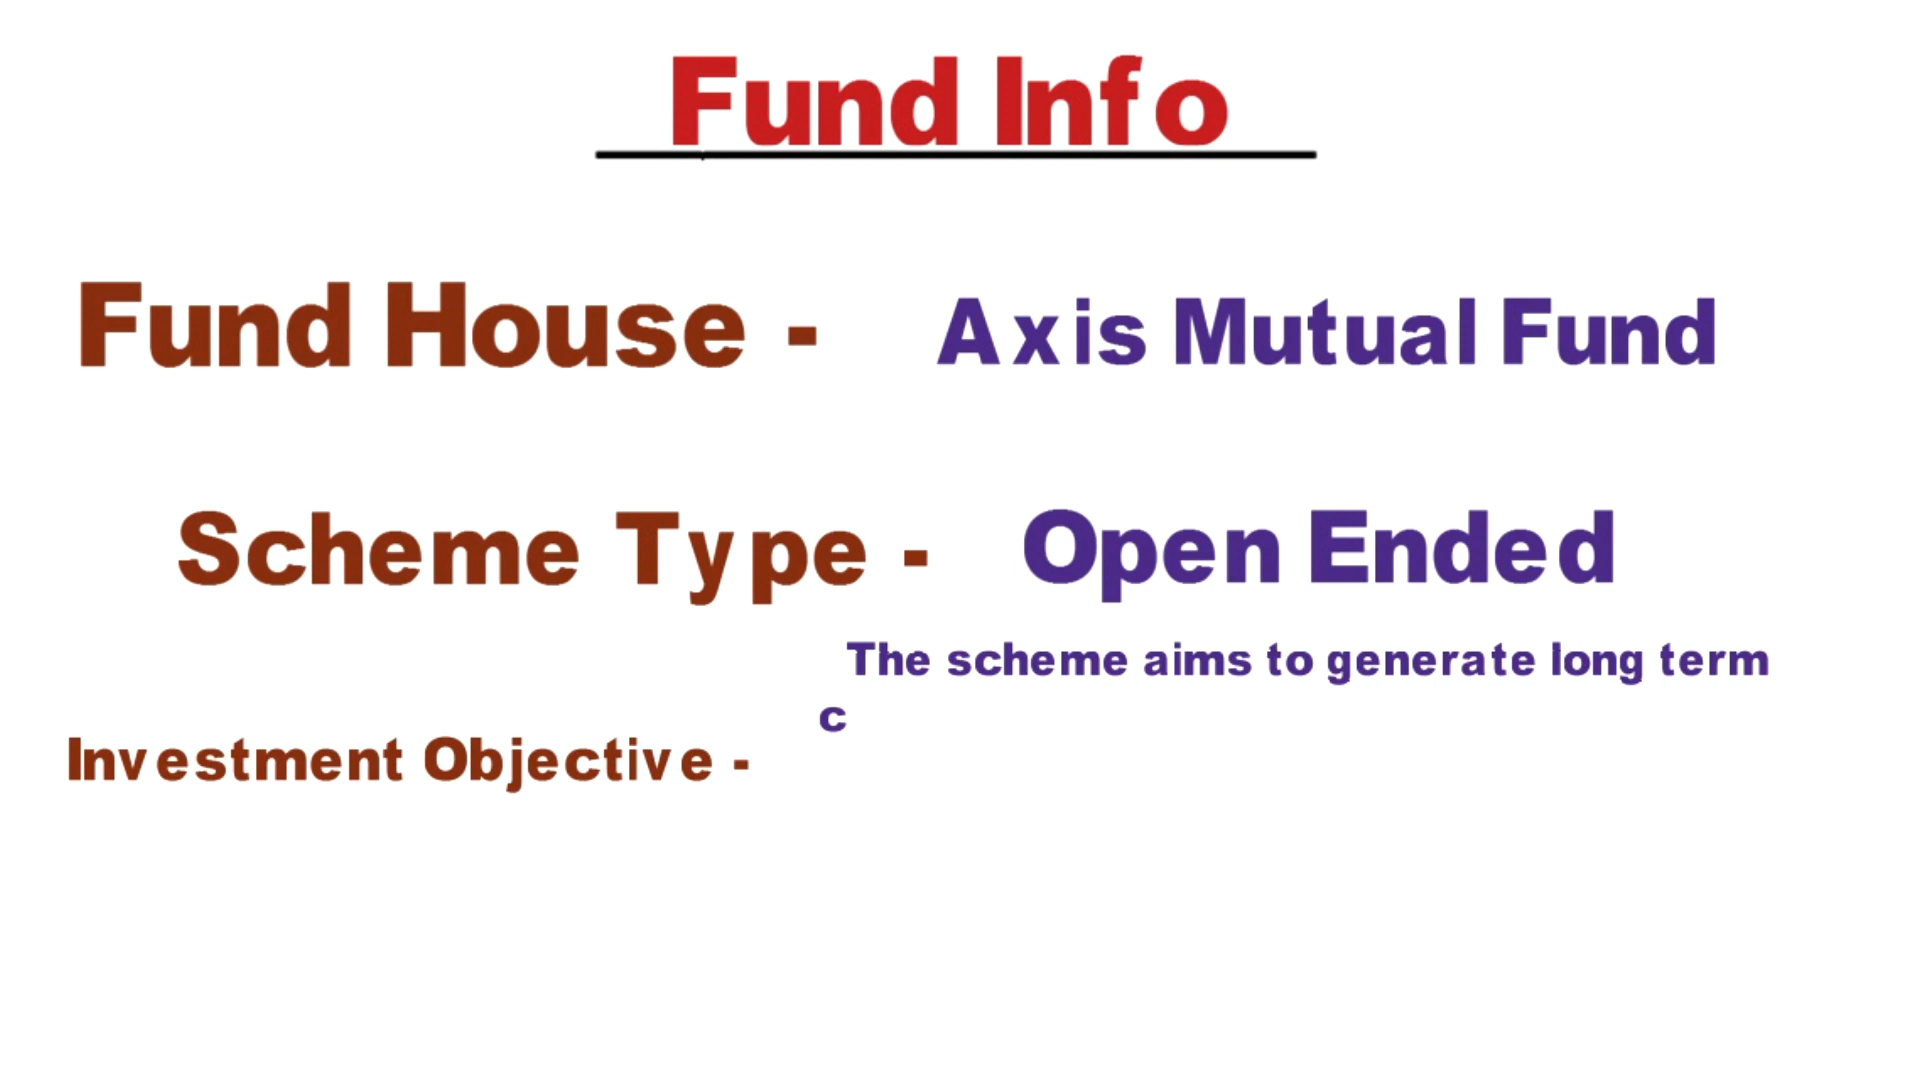 Fund Info
Fund House - Axis Mutual Fund
Scheme Type - Open Ended
The scheme aims to generate long term
c
Investment Objective -